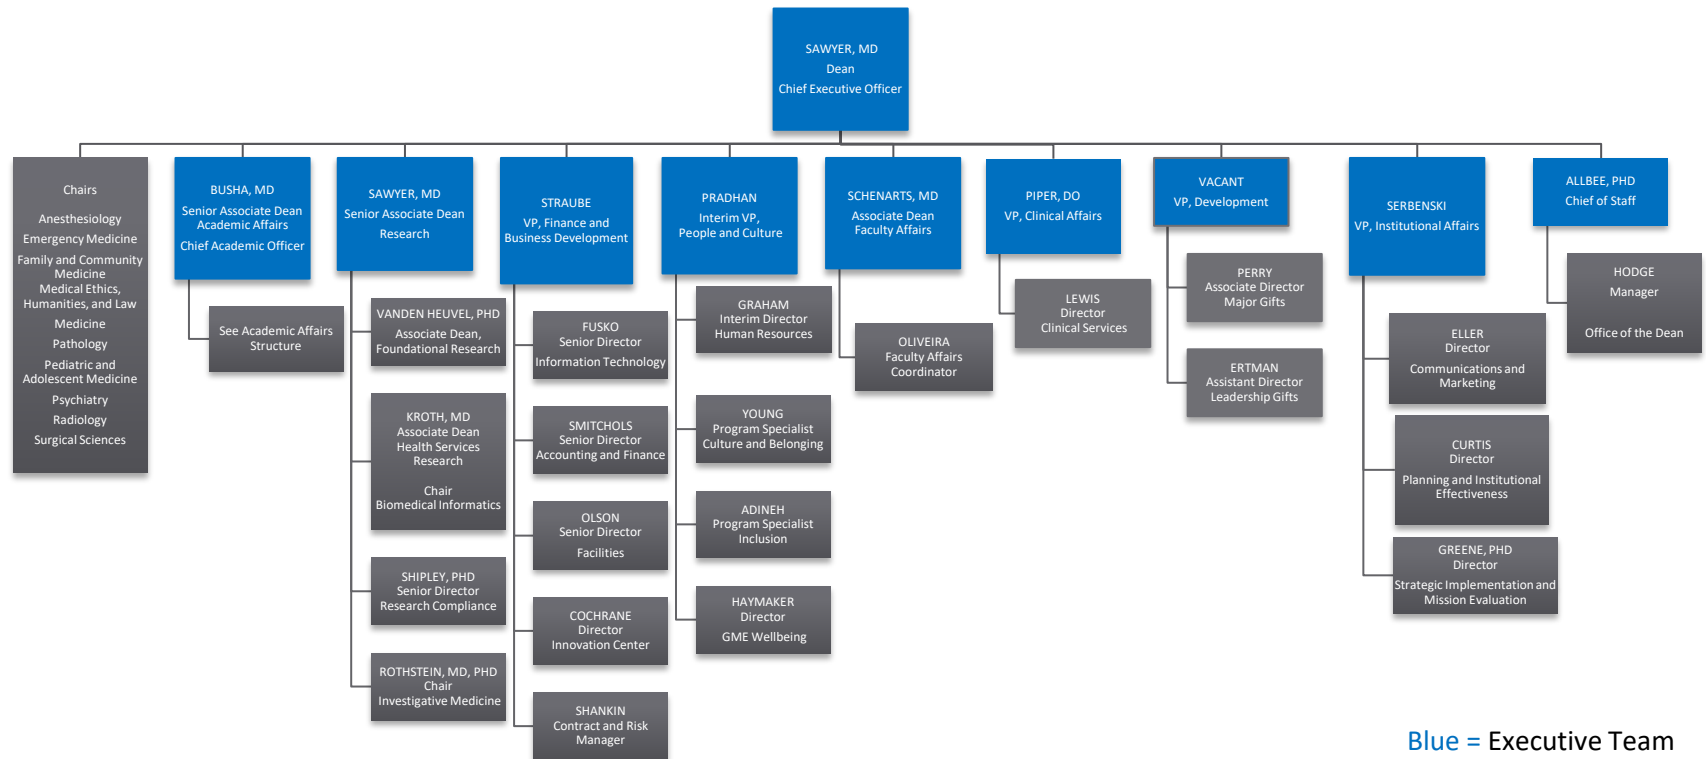 SAWYER, MD
Dean
Chief Executive Officer
Chairs
Anesthesiology
Emergency Medicine
Family and Community
Medicine
Medical Ethics,
Humanities, and Law
Medicine
Pathology
Pediatric and
Adolescent Medicine
Psychiatry
Radiology
Surgical Sciences
BUSHA, MD
Senior Associate Dean
Academic Affairs
Chief Academic Officer
See Academic Affairs
Structure
SAWYER, MD
Senior Associate Dean
Research
VANDEN HEUVEL, PHD
Associate Dean,
Foundational Research
KROTH, MD
Associate Dean
Health Services
Research
Chair
Biomedical Informatics
SHIPLEY, PHD
Senior Director
Research Compliance
ROTHSTEIN, MD, PHD
Chair
Investigative Medicine
STRAUBE
VP, Finance and
Business Development
FUSKO
Senior Director
Information Technology
SMITCHOLS
Senior Director
Accounting and Finance
OLSON
Senior Director
Facilities
COCHRANE
Director
Innovation Center
SHANKIN
Contract and Risk
Manager
PRADHAN
Interim VP,
People and Culture
GRAHAM
Interim Director
Human Resources
YOUNG
Program Specialist
Culture and Belonging
ADINEH
Program Specialist
Inclusion
HAYMAKER
Director
GME Wellbeing
SCHENARTS, MD
Associate Dean
Faculty Affairs
OLIVEIRA
Faculty Affairs
Coordinator
PIPER, DO
VP, Clinical Affairs
LEWIS
Director
Clinical Services
VACANT
VP, Development
PERRY
Associate Director
Major Gifts
ERTMAN
Assistant Director
Leadership Gifts
SERBENSKI
VP, Institutional Affairs
ELLER
Director
Communications and
Marketing
CURTIS
Director
Planning and Institutional
Effectiveness
GREENE, PHD
Director
Strategic Implementation and
Mission Evaluation
ALLBEE, PHD
Chief of Staff
HODGE
Manager
Office of the Dean
Blue = Executive Team